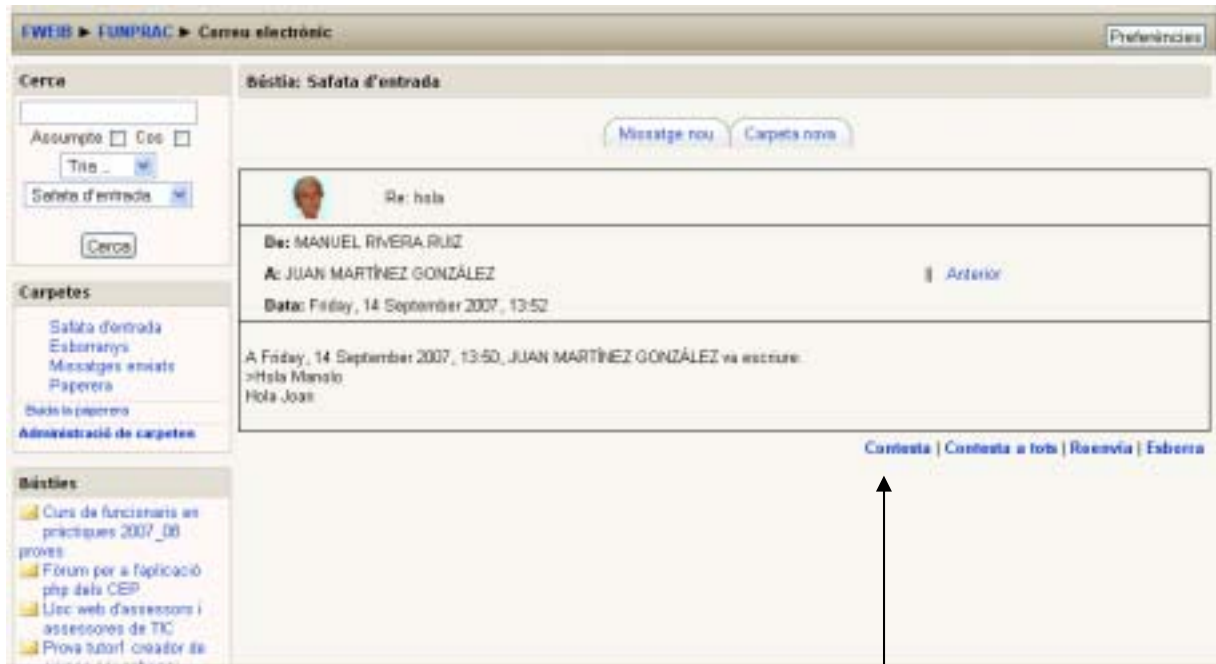 FWEIB ► FUNPRAC ► Correu electrònic
Preferències
Cerca
Assumpte Cos
Tria ...
Safata d'entrada
Cerca
Carpetes
Safata d'entrada
Esborranys
Missatges enviats
Paperera
Buida la paperera
Administració de carpetes
Bústies
Curs de funcionaris en
pràctiques 2007_08
proves
Fòrum per a l'aplicació
php dels CEP
Lloc web d'assessors i
assessores de TIC
Prova tutorf creador de
Bústia: Safata d'entrada
Missatge nou
Carpeta nova
Re: hola
De: MANUEL RIVERA RUIZ
A: JUAN MARTÍNEZ GONZÁLEZ
|| Anterior
Data: Friday, 14 September 2007, 13:52
A Friday, 14 September 2007, 13:50, JUAN MARTÍNEZ GONZÁLEZ va escriure:
>Hola Manolo
Hola Joan
Contesta | Contesta a tots | Reenvia | Esborra